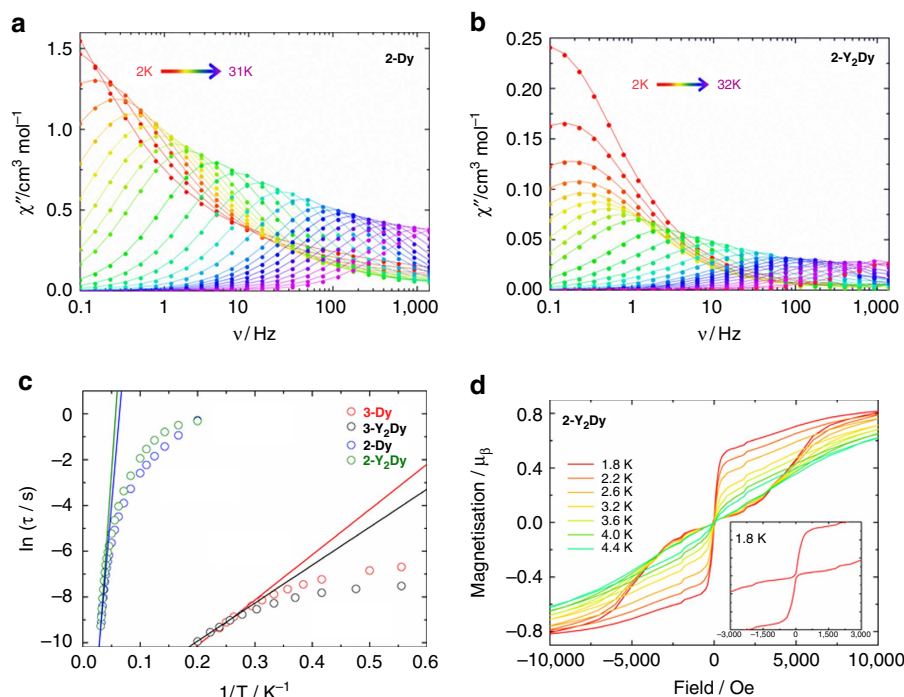 a
2-Dy
2K
31K
1.5
1.0
0.5
0.0
χ″/cm³ mol⁻¹
0.1
1
10
100
1,000
ν / Hz
b
2-Y₂Dy
2K
32K
0.25
0.20
0.15
0.10
0.05
0.00
χ″/cm³ mol⁻¹
0.1
1
10
100
1,000
ν / Hz
c
3-Dy
3-Y₂Dy
2-Dy
2-Y₂Dy
0
−2
−4
−6
−8
−10
ln (τ / s)
0.0
0.1
0.2
0.3
0.4
0.5
0.6
1/T / K⁻¹
d
2-Y₂Dy
1.8 K
2.2 K
2.6 K
3.2 K
3.6 K
4.0 K
4.4 K
0.8
0.4
0.0
−0.4
−0.8
Magnetisation / μᵦ
1.8 K
−3,000
−1,500
0
1,500
3,000
−10,000
−5,000
0
5,000
10,000
Field / Oe